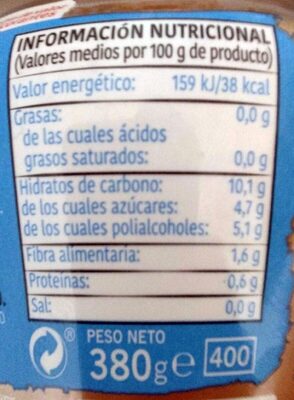 INFORMACIÓN NUTRICIONAL
(Valores medios por 100 g de producto)
Valor energético: 159 kJ/38 kcal
Grasas: 0,0 g
de las cuales ácidos
grasos saturados: 0,0 g
Hidratos de carbono: 10,1 g
de los cuales azúcares: 4,7 g
de los cuales polialcoholes: 5,1 g
Fibra alimentaria: 1,6 g
Proteínas: 0,6 g
Sal: 0,0 g
® PESO NETO
380g e 400